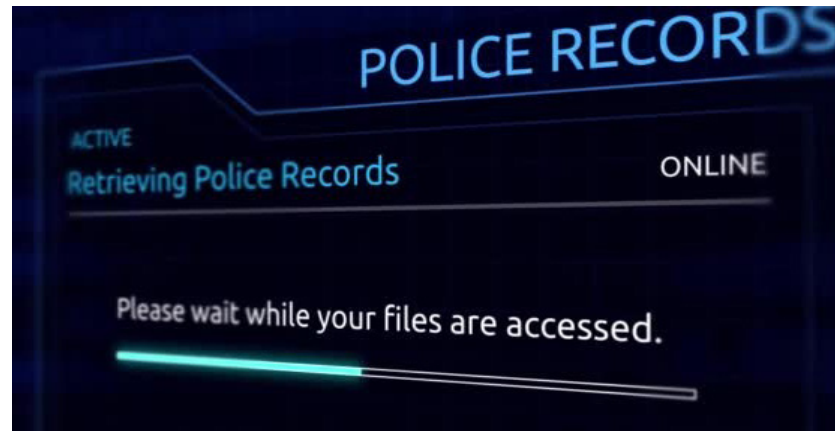 POLICE RECORDS
ACTIVE
Retrieving Police Records
ONLINE
Please wait while your files are accessed.